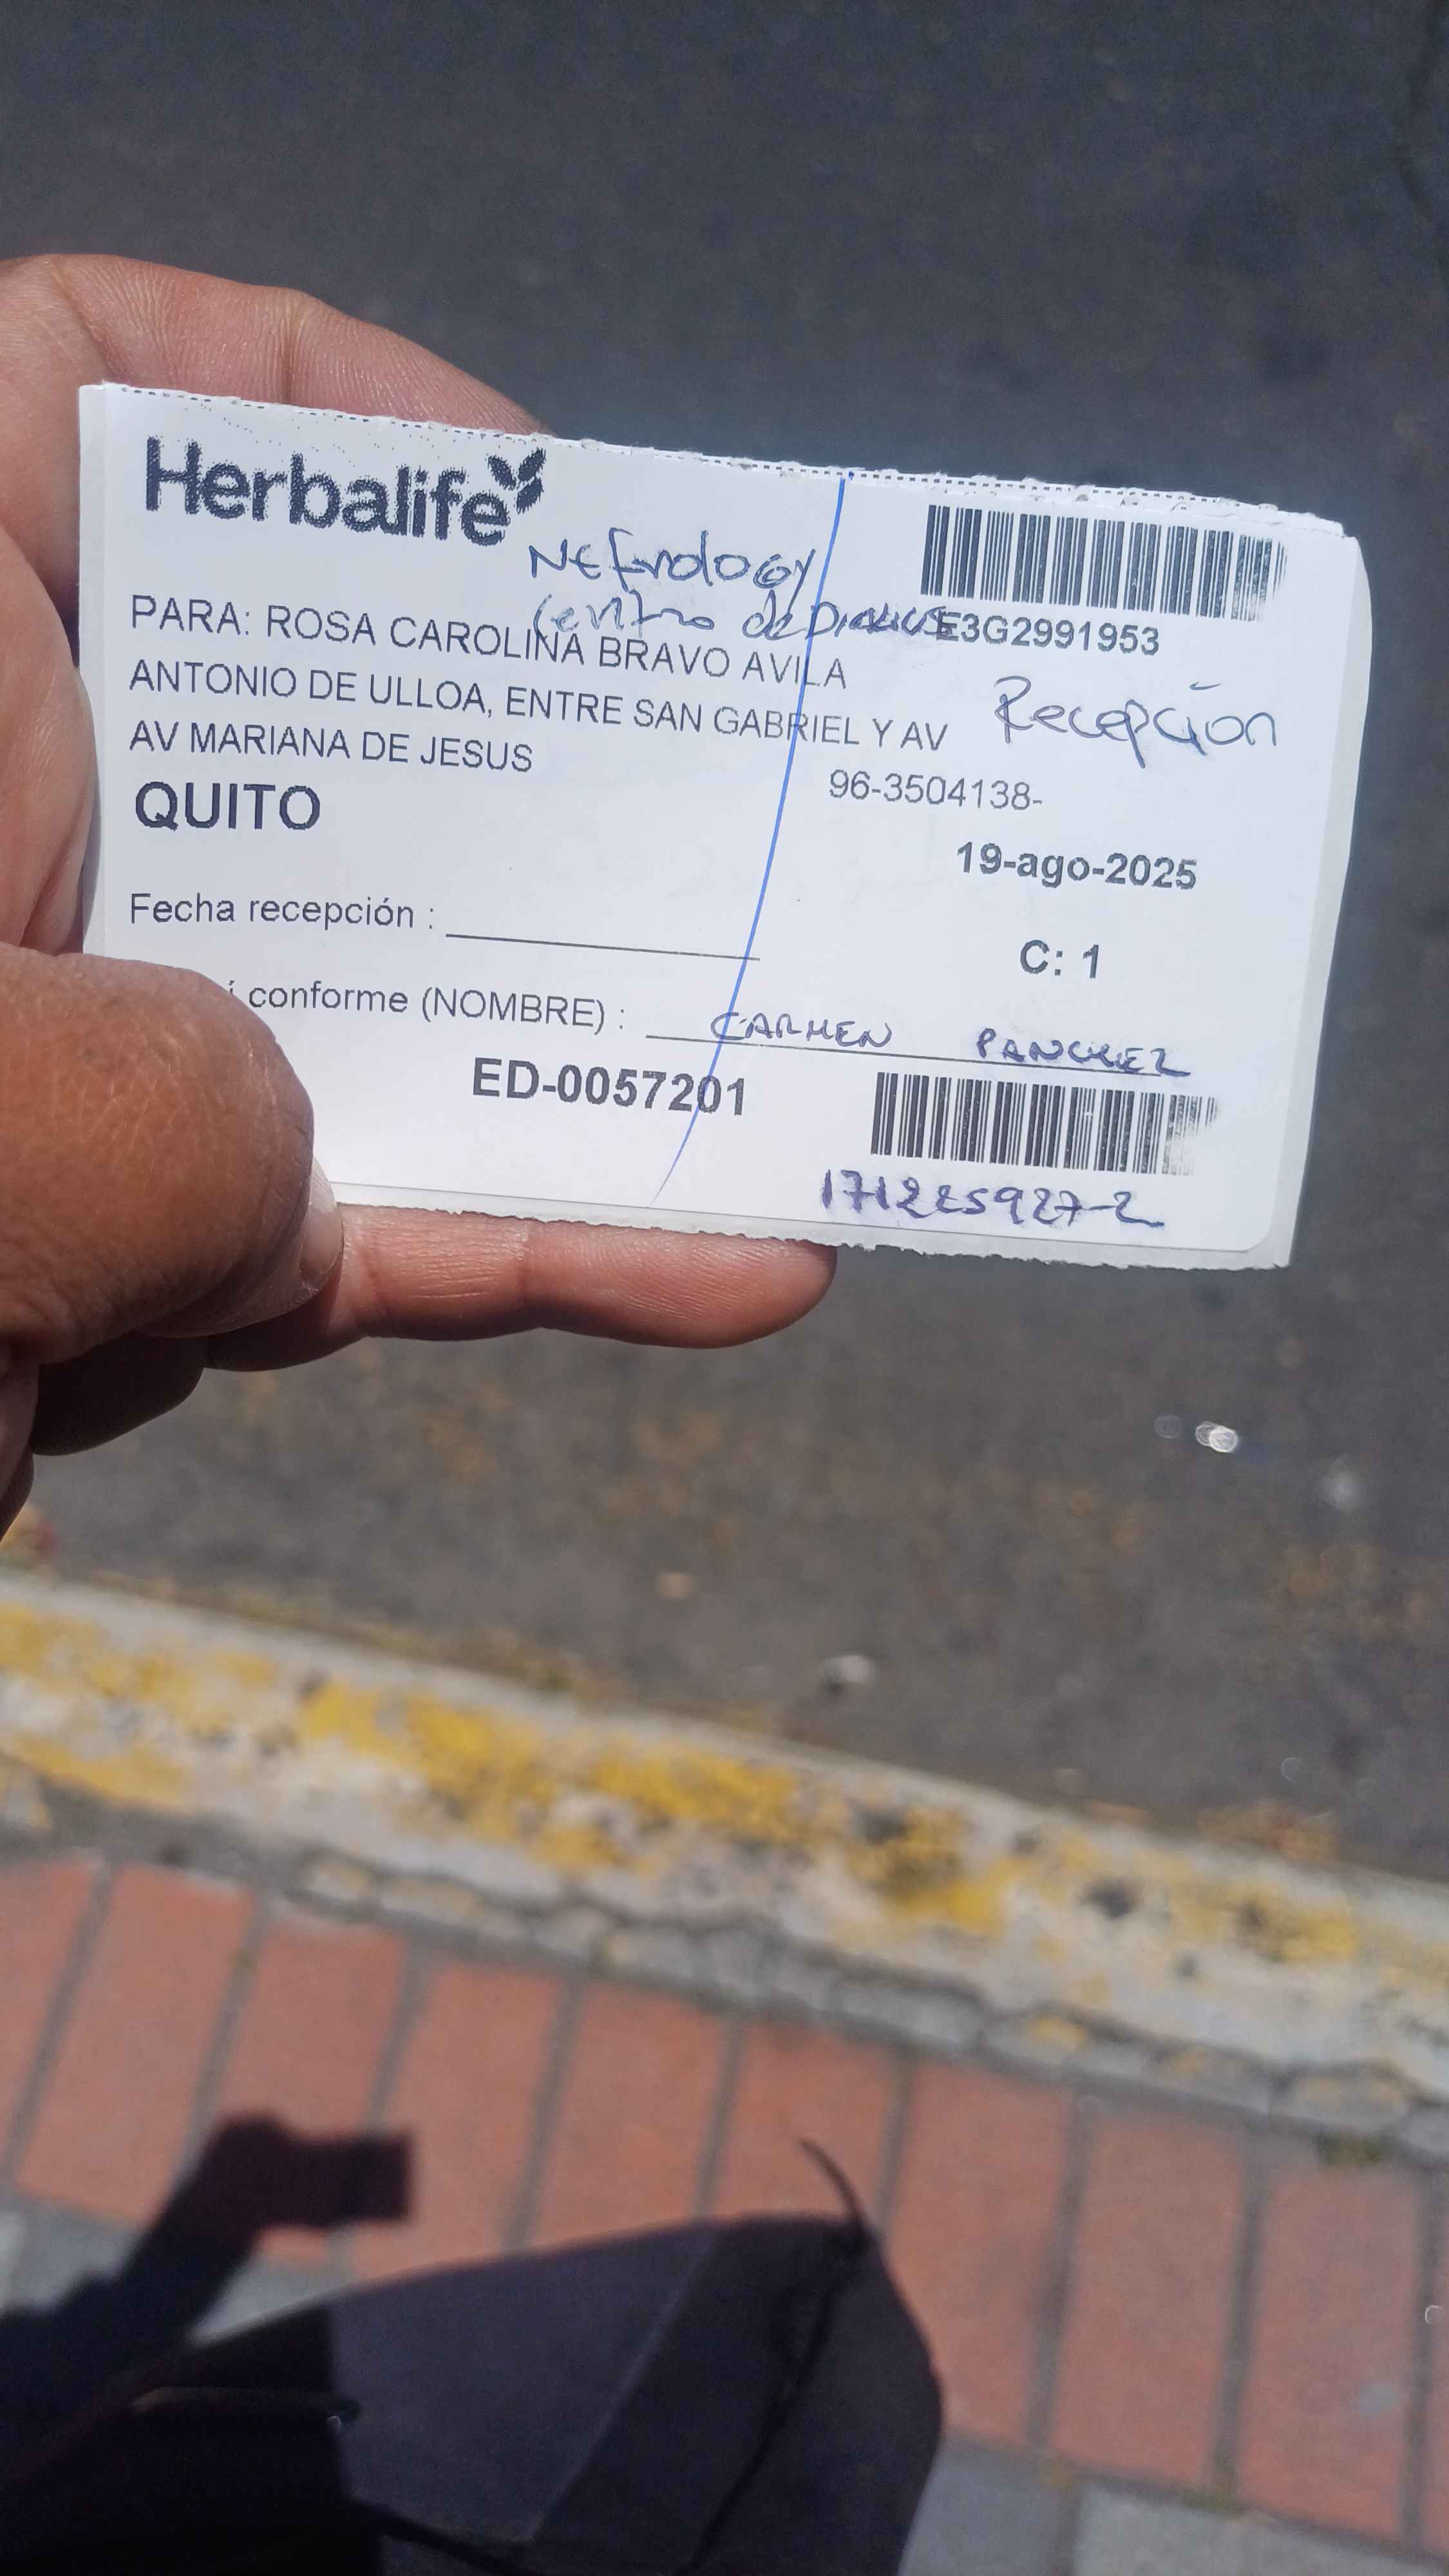 Herbalife
Nefrology
Centro de Dialisis
E3G2991953
PARA: ROSA CAROLINA BRAVO AVILA
ANTONIO DE ULLOA, ENTRE SAN GABRIEL Y AV
Recepción
AV MARIANA DE JESUS
96-3504138-
QUITO
19-ago-2025
Fecha recepción :
C: 1
conforme (NOMBRE) : CARMEN
ED-0057201